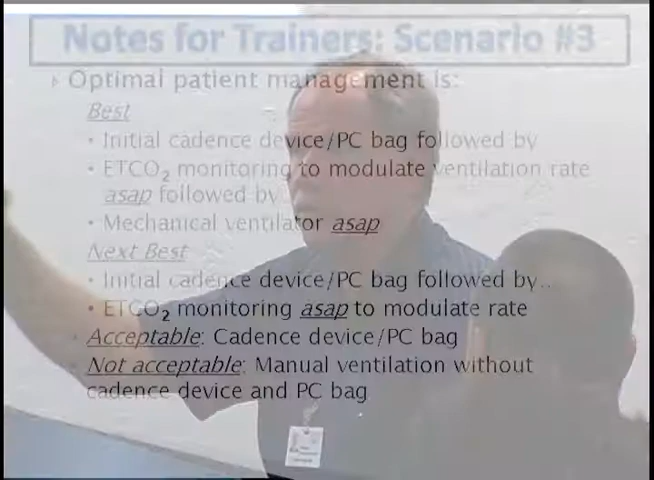 Notes for Trainers: Scenario #3
Optimal patient management is:
Best
• Initial cadence device/PC bag followed by
• ETCO2 monitoring to modulate ventilation rate
asap followed by..
• Mechanical ventilator asap
Next Best
• Initial cadence device/PC bag followed by..
• ETCO2 monitoring asap to modulate rate
Acceptable: Cadence device/PC bag
Not acceptable: Manual ventilation without
cadence device and PC bag